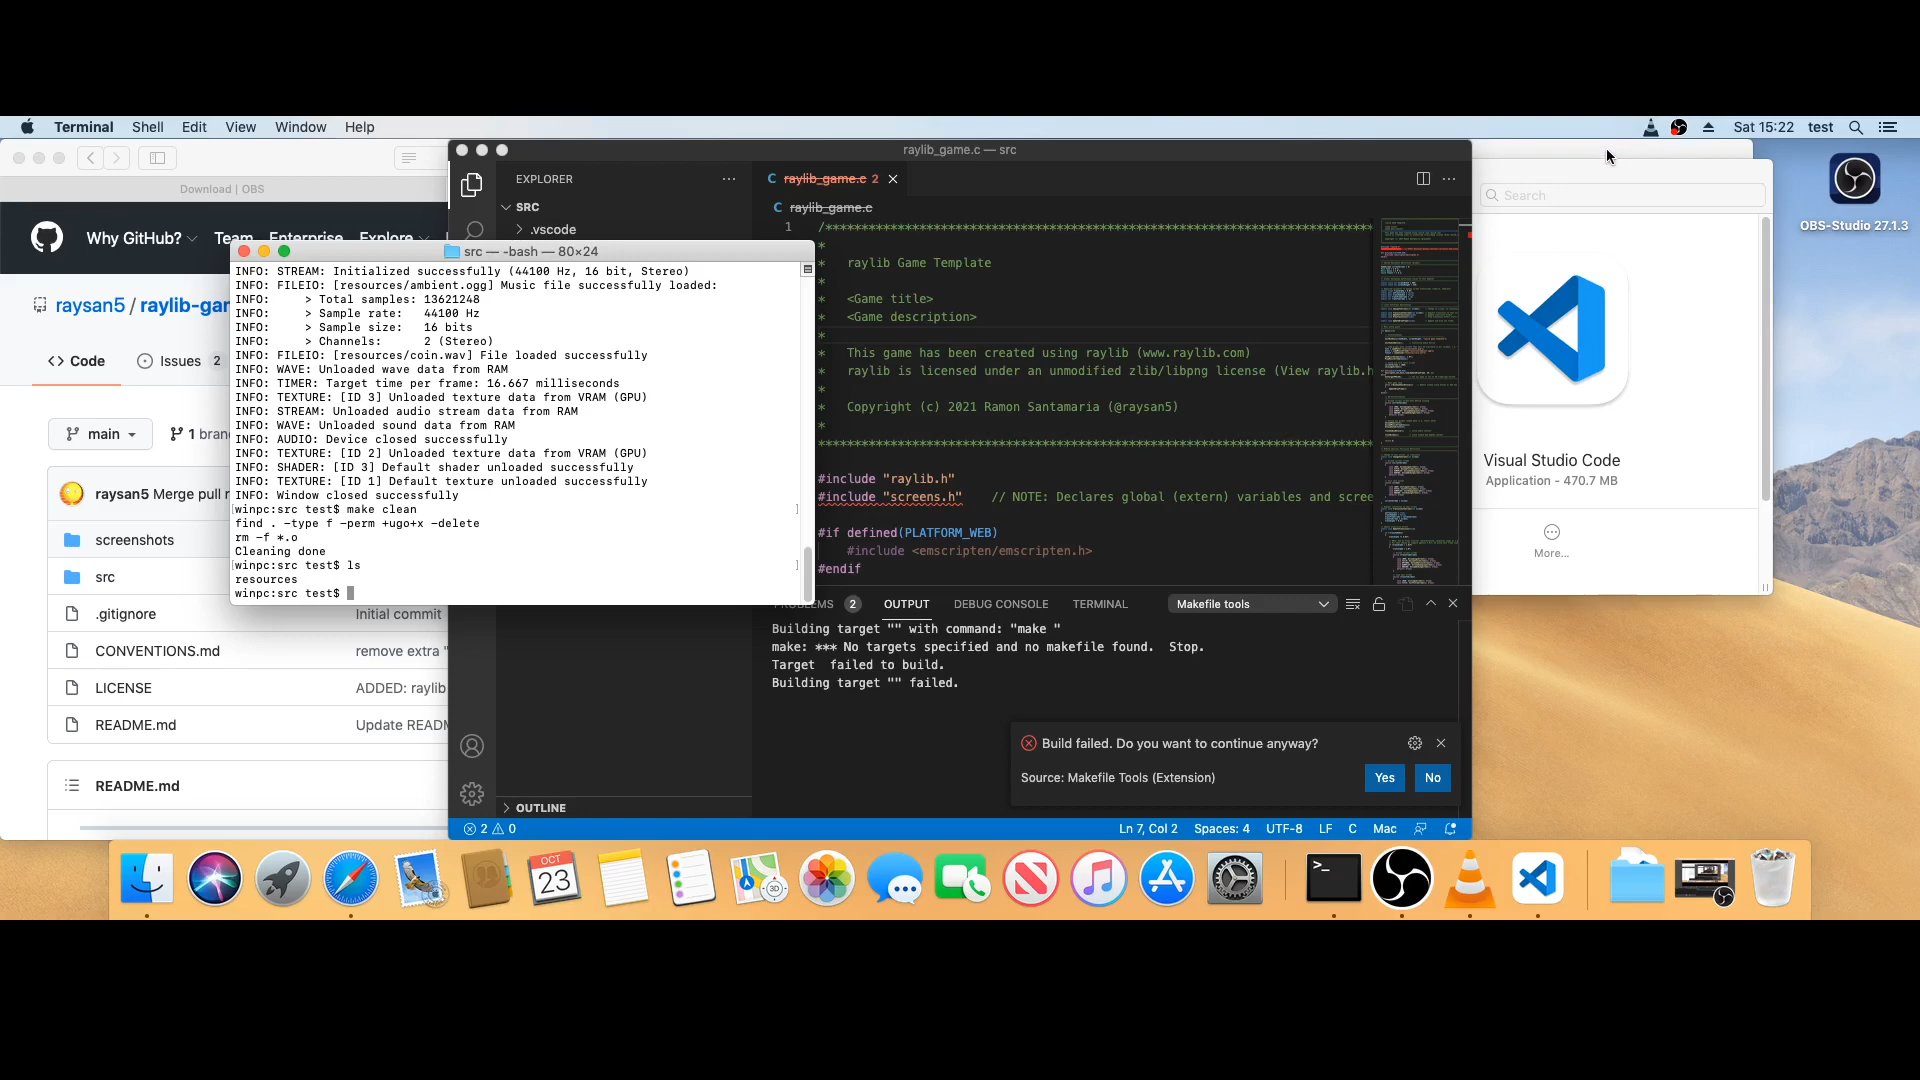 Terminal Shell Edit View Window Help
Sat 15:22 test
Download | OBS
Why GitHub? Team Enterprise Explore
raysan5 / raylib-gar
Code Issues 2
main 1 bran
raysan5 Merge pull r
screenshots
src
.gitignore Initial commit
CONVENTIONS.md remove extra "
LICENSE ADDED: raylib
README.md Update READM
README.md
src — -bash — 80×24
INFO: STREAM: Initialized successfully (44100 Hz, 16 bit, Stereo)
INFO: FILEIO: [resources/ambient.ogg] Music file successfully loaded:
INFO: > Total samples: 13621248
INFO: > Sample rate: 44100 Hz
INFO: > Sample size: 16 bits
INFO: > Channels: 2 (Stereo)
INFO: FILEIO: [resources/coin.wav] File loaded successfully
INFO: WAVE: Unloaded wave data from RAM
INFO: TIMER: Target time per frame: 16.667 milliseconds
INFO: TEXTURE: [ID 3] Unloaded texture data from VRAM (GPU)
INFO: STREAM: Unloaded audio stream data from RAM
INFO: WAVE: Unloaded sound data from RAM
INFO: AUDIO: Device closed successfully
INFO: TEXTURE: [ID 2] Unloaded texture data from VRAM (GPU)
INFO: SHADER: [ID 3] Default shader unloaded successfully
INFO: TEXTURE: [ID 1] Default texture unloaded successfully
INFO: Window closed successfully
[winpc:src test$ make clean ]
find . -type f -perm +ugo+x -delete
rm -f *.o
Cleaning done
[winpc:src test$ ls ]
resources
winpc:src test$
raylib_game.c — src
EXPLORER ···
SRC
.vscode
OUTLINE
C raylib_game.c 2
C raylib_game.c
1 /*****************************************************************************
*
* raylib Game Template
*
* <Game title>
* <Game description>
*
* This game has been created using raylib (www.raylib.com)
* raylib is licensed under an unmodified zlib/libpng license (View raylib.h
*
* Copyright (c) 2021 Ramon Santamaria (@raysan5)
*
*****************************************************************************
#include "raylib.h"
#include "screens.h" // NOTE: Declares global (extern) variables and scree
#if defined(PLATFORM_WEB)
#include <emscripten/emscripten.h>
#endif
PROBLEMS 2 OUTPUT DEBUG CONSOLE TERMINAL Makefile tools
Building target "" with command: "make "
make: *** No targets specified and no makefile found. Stop.
Target failed to build.
Building target "" failed.
Build failed. Do you want to continue anyway?
Source: Makefile Tools (Extension) Yes No
2 0 Ln 7, Col 2 Spaces: 4 UTF-8 LF C Mac
Search
Visual Studio Code
Application - 470.7 MB
More...
OBS-Studio 27.1.3
OCT
23
3D
>_